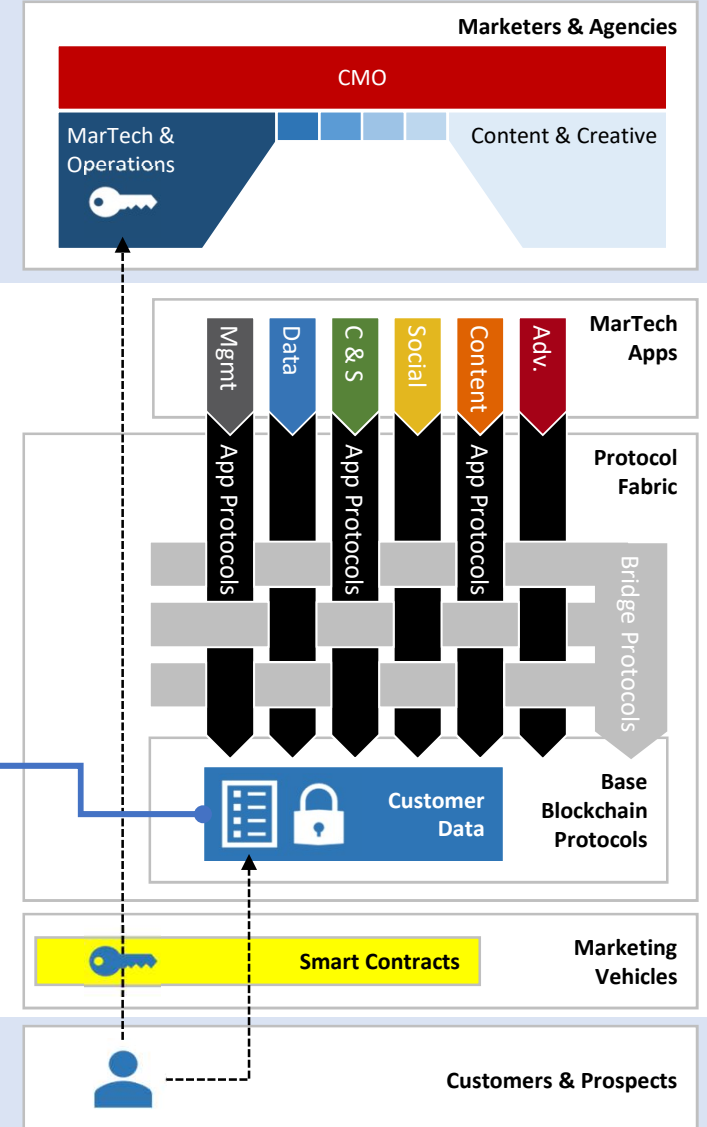 Marketers & Agencies
CMO
MarTech &
Operations
Content & Creative
MarTech
Apps
Mgmt
Data
C & S
Social
Content
Adv.
Protocol
Fabric
App Protocols
App Protocols
App Protocols
Bridge Protocols
Customer
Data
Base
Blockchain
Protocols
Smart Contracts
Marketing
Vehicles
Customers & Prospects